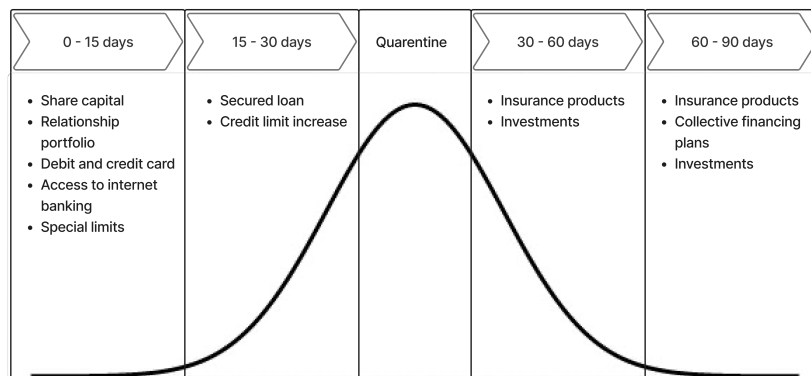 0 - 15 days
15 - 30 days
Quarentine
30 - 60 days
60 - 90 days
• Share capital
• Relationship
portfolio
• Debit and credit card
• Access to internet
banking
• Special limits
• Secured loan
• Credit limit increase
• Insurance products
• Investments
• Insurance products
• Collective financing
plans
• Investments